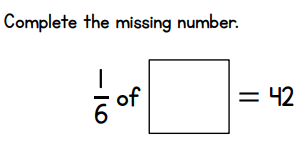 Complete the missing number.
1/6 of = 42